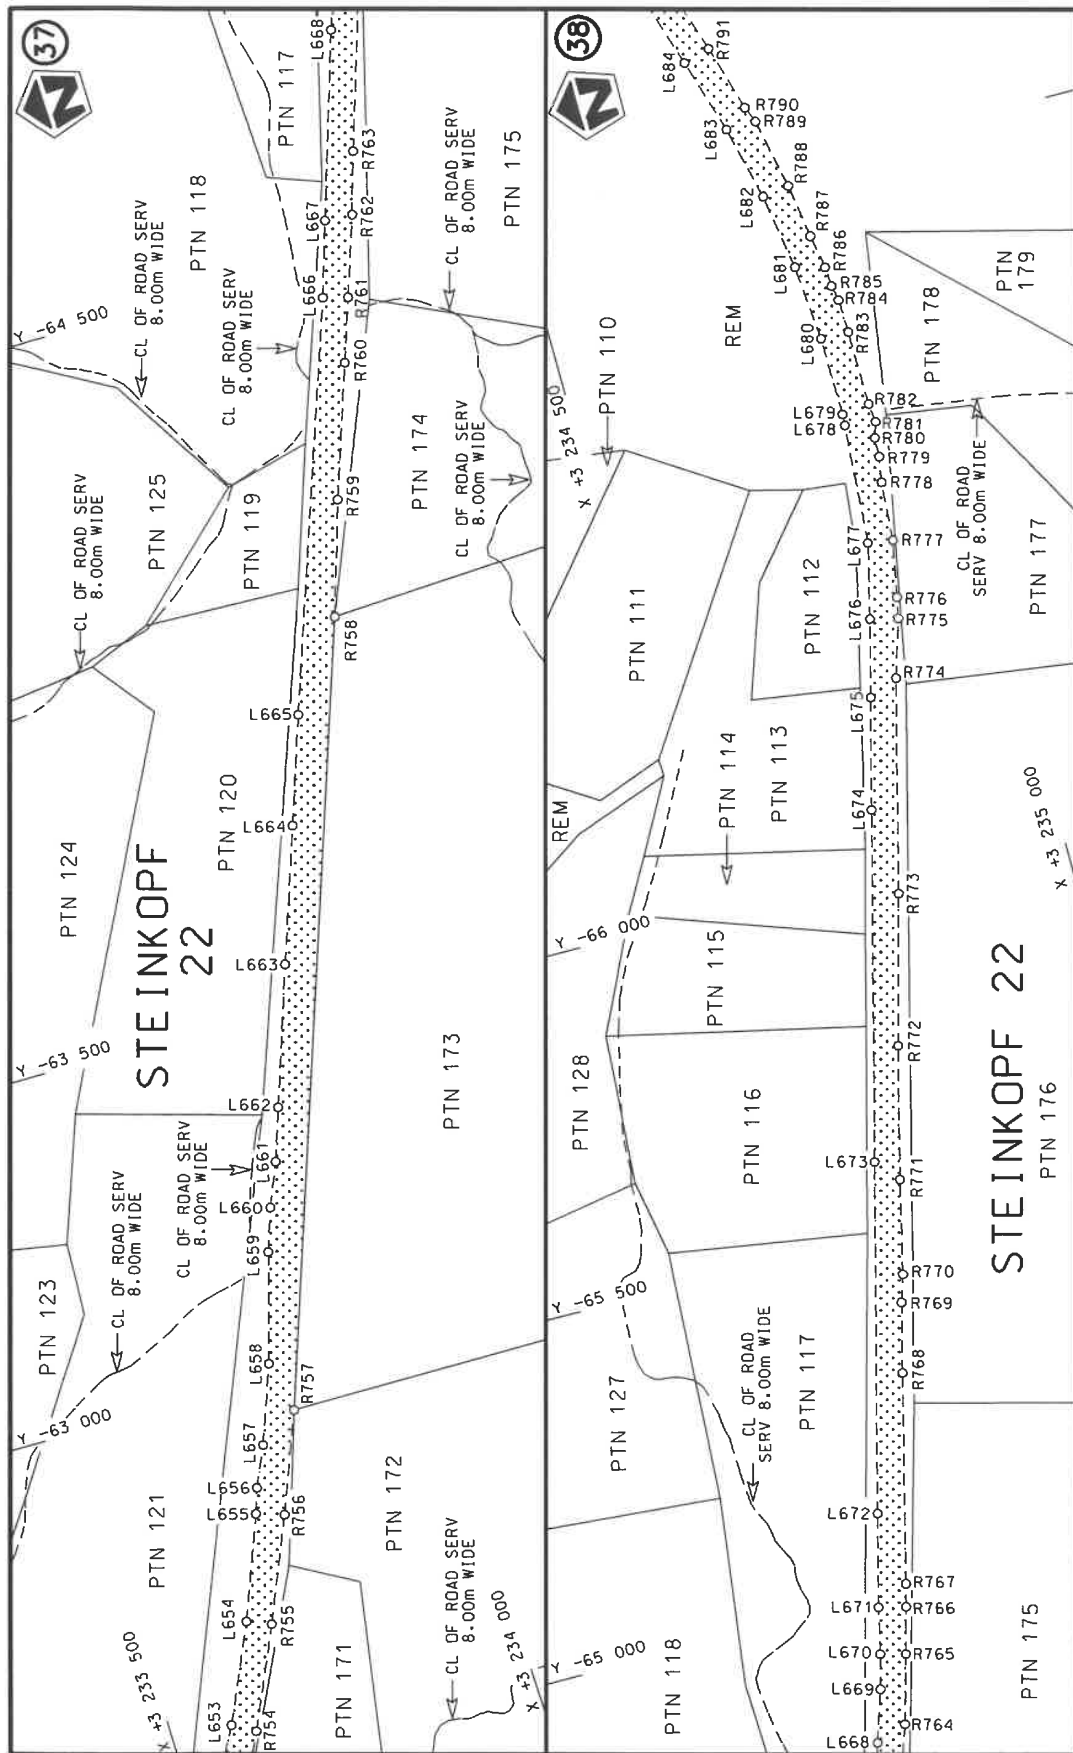 37
L668
PTN 117
PTN 118
R763
R762
L667
CL OF ROAD SERV
8.00m WIDE
PTN 175
CL OF ROAD SERV
8.00m WIDE
L666
R761
Y -64 500
CL OF ROAD SERV
8.00m WIDE
R760
CL OF ROAD SERV
8.00m WIDE
PTN 125
PTN 119
R759
PTN 174
CL OF ROAD SERV
8.00m WIDE
CL OF ROAD SERV
8.00m WIDE
R758
L665
PTN 120
L664
PTN 124
STEINKOPF
22
L663
Y -63 500
PTN 173
L662
L661
CL OF ROAD SERV
8.00m WIDE
L660
CL OF ROAD SERV
8.00m WIDE
L659
PTN 123
L658
R757
Y -63 000
L657
L656
L655
R756
PTN 121
PTN 172
L654
R755
CL OF ROAD SERV
8.00m WIDE
X +3 233 500
L653
R754
PTN 171
X +3 234 000
38
R791
L684
R790
R789
L683
R788
L682
R787
R786
L681
R785
R784
REM
L680
R783
PTN 178
PTN
179
PTN 110
L679
L678
R782
R781
R780
R779
R778
X +3 234 500
CL OF ROAD
SERV 8.00m WIDE
PTN 177
L677
R777
PTN 112
R776
R775
L676
PTN 111
R774
L675
PTN 114
PTN 113
L674
REM
X +3 235 000
R773
Y -66 000
PTN 115
R772
STEINKOPF 22
PTN 128
PTN 116
L673
R771
PTN 176
R770
R769
Y -65 500
R768
PTN 127
PTN 117
CL OF ROAD
SERV 8.00m WIDE
L672
R767
L671
R766
L670
R765
PTN 175
L669
R764
L668
Y -65 000
PTN 118